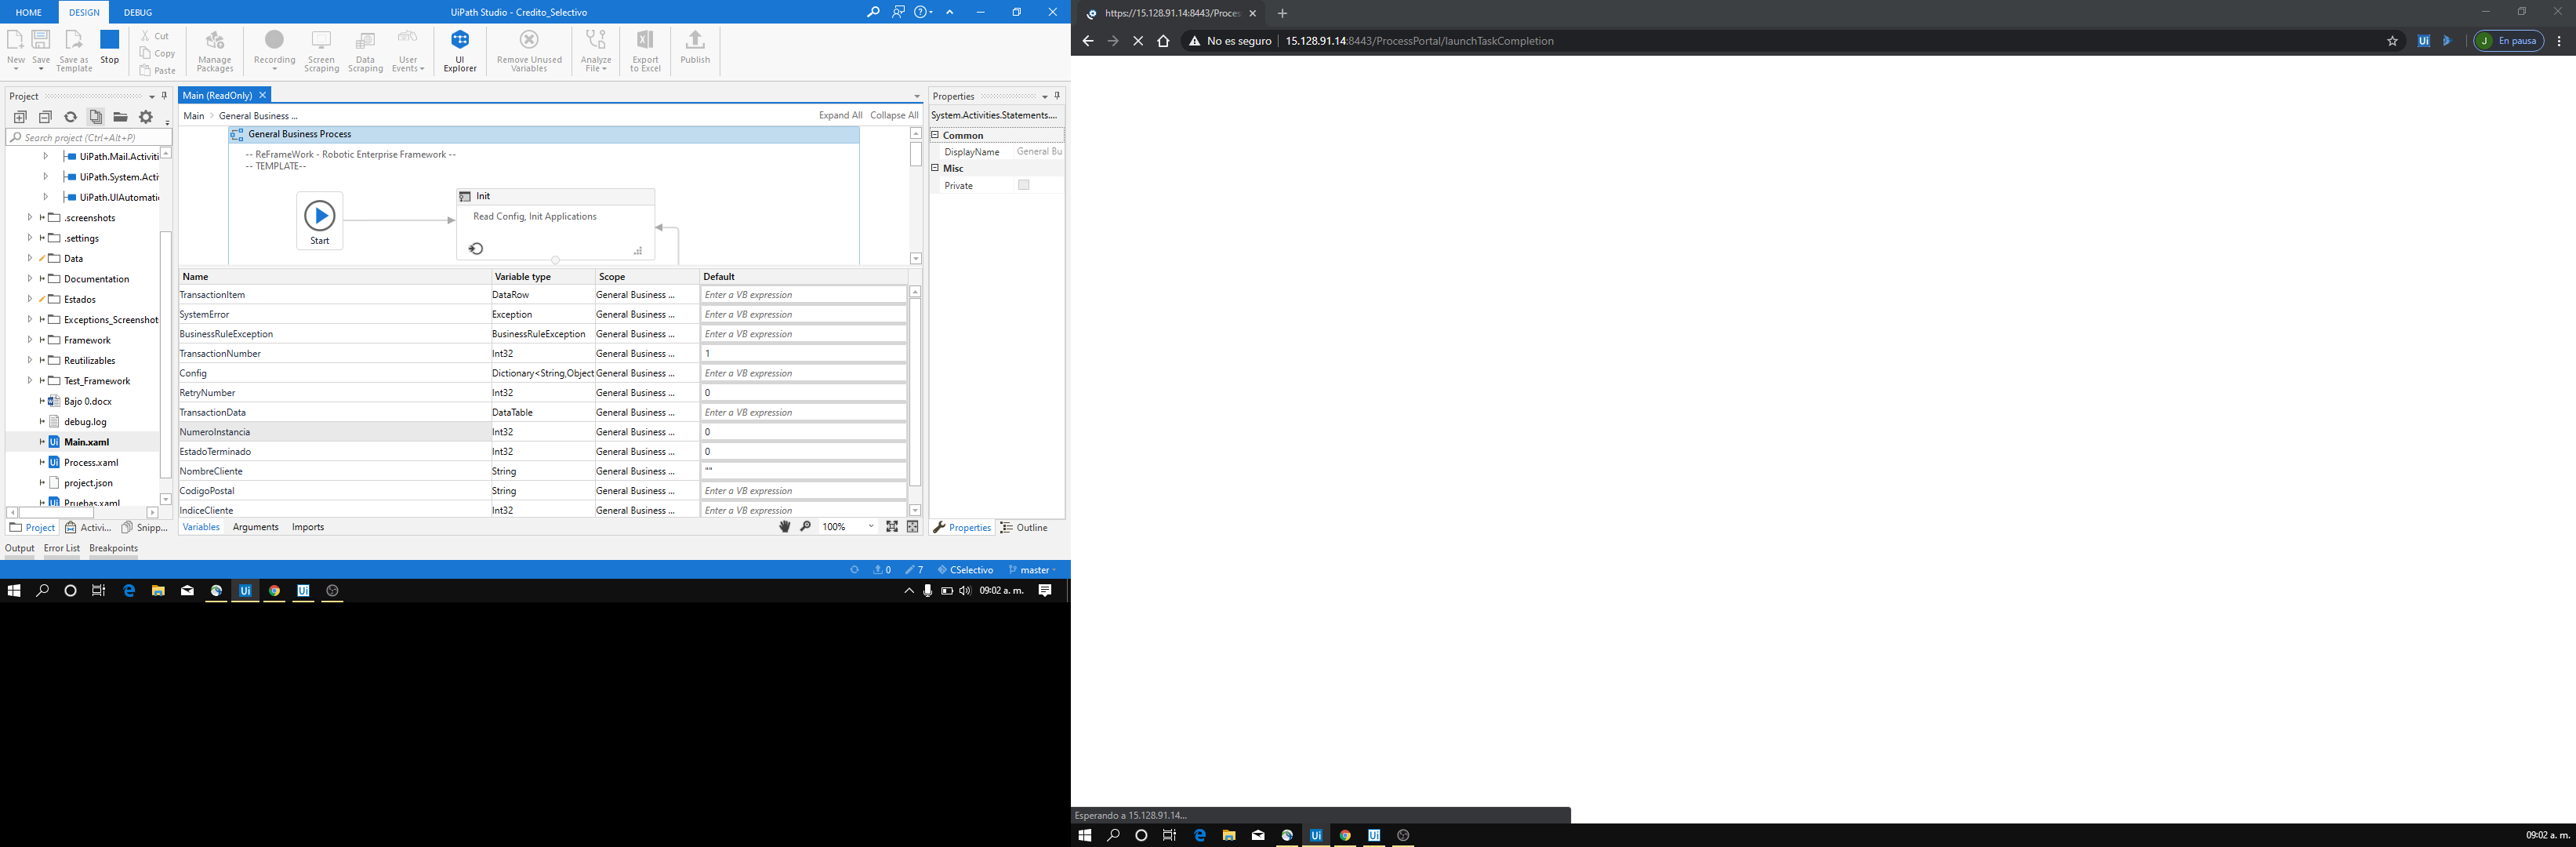 HOME DESIGN DEBUG UiPath Studio - Credito_Selectivo
New Save Save as Template Stop Cut Copy Paste Manage Packages Recording Screen Scraping Data Scraping User Events UI Explorer Remove Unused Variables Analyze File Export to Excel Publish
Project
Search project (Ctrl+Alt+P)
UiPath.Mail.Activiti
UiPath.System.Acti
UiPath.UIAutomati
.screenshots
.settings
Data
Documentation
Estados
Exceptions_Screenshot
Framework
Reutilizables
Test_Framework
Bajo 0.docx
debug.log
Main.xaml
Process.xaml
project.json
Pruebas.xaml
Project Activi... Snipp...
Output Error List Breakpoints
Main (ReadOnly)
Main > General Business ... Expand All Collapse All
General Business Process
-- ReFrameWork - Robotic Enterprise Framework --
-- TEMPLATE--
Start
Init
Read Config, Init Applications
Name Variable type Scope Default
TransactionItem DataRow General Business ... Enter a VB expression
SystemError Exception General Business ... Enter a VB expression
BusinessRuleException BusinessRuleException General Business ... Enter a VB expression
TransactionNumber Int32 General Business ... 1
Config Dictionary<String,Object General Business ... Enter a VB expression
RetryNumber Int32 General Business ... 0
TransactionData DataTable General Business ... Enter a VB expression
NumeroInstancia Int32 General Business ... 0
EstadoTerminado Int32 General Business ... 0
NombreCliente String General Business ... ""
CodigoPostal String General Business ... Enter a VB expression
IndiceCliente Int32 General Business ... Enter a VB expression
Variables Arguments Imports 100%
Properties
System.Activities.Statements....
Common
DisplayName General Bu
Misc
Private
Properties Outline
0 7 CSelectivo master
09:02 a. m.
https://15.128.91.14:8443/Proces
No es seguro | 15.128.91.14:8443/ProcessPortal/launchTaskCompletion Ui J En pausa
Esperando a 15.128.91.14...
09:02 a. m.